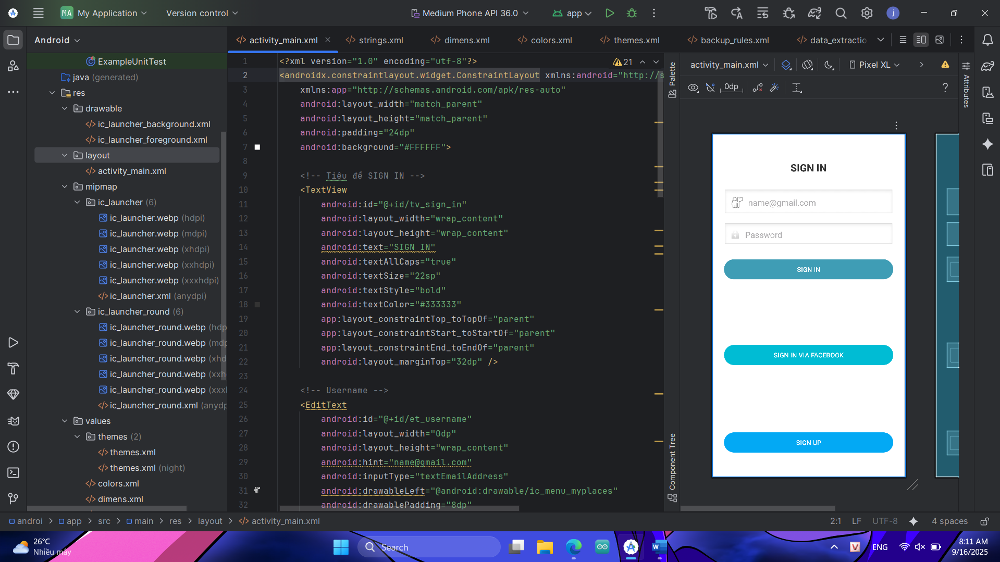 MA My Application
Version control
Medium Phone API 36.0
app
j
Android
activity_main.xml
strings.xml
dimens.xml
colors.xml
themes.xml
backup_rules.xml
data_extractio
ExampleUnitTest
java (generated)
res
drawable
ic_launcher_background.xml
ic_launcher_foreground.xml
layout
activity_main.xml
mipmap
ic_launcher (6)
ic_launcher.webp (hdpi)
ic_launcher.webp (mdpi)
ic_launcher.webp (xhdpi)
ic_launcher.webp (xxhdpi)
ic_launcher.webp (xxxhdpi)
ic_launcher.xml (anydpi)
ic_launcher_round (6)
ic_launcher_round.webp (hdp
ic_launcher_round.webp (mdp
ic_launcher_round.webp (xhd
ic_launcher_round.webp (xxh
ic_launcher_round.webp (xxxh
ic_launcher_round.xml (anydp
values
themes (2)
themes.xml
themes.xml (night)
colors.xml
dimens.xml
21
1 <?xml version="1.0" encoding="utf-8"?>
2 <androidx.constraintlayout.widget.ConstraintLayout xmlns:android="http://s
3 xmlns:app="http://schemas.android.com/apk/res-auto"
4 android:layout_width="match_parent"
5 android:layout_height="match_parent"
6 android:padding="24dp"
7 android:background="#FFFFFF">
8
9 <!-- Tiêu đề SIGN IN -->
10 <TextView
11 android:id="@+id/tv_sign_in"
12 android:layout_width="wrap_content"
13 android:layout_height="wrap_content"
14 android:text="SIGN IN"
15 android:textAllCaps="true"
16 android:textSize="22sp"
17 android:textStyle="bold"
18 android:textColor="#333333"
19 app:layout_constraintTop_toTopOf="parent"
20 app:layout_constraintStart_toStartOf="parent"
21 app:layout_constraintEnd_toEndOf="parent"
22 android:layout_marginTop="32dp" />
23
24 <!-- Username -->
25 <EditText
26 android:id="@+id/et_username"
27 android:layout_width="0dp"
28 android:layout_height="wrap_content"
29 android:hint="name@gmail.com"
30 android:inputType="textEmailAddress"
31 android:drawableLeft="@android:drawable/ic_menu_myplaces"
32 android:drawablePadding="8dp"
Palette
Component Tree
activity_main.xml
Pixel XL
0dp
?
Attributes
SIGN IN
name@gmail.com
Password
SIGN IN
SIGN IN VIA FACEBOOK
SIGN UP
androi > app > src > main > res > layout > activity_main.xml
2:1
LF
UTF-8
4 spaces
26°C
Nhiều mây
Search
W
V
ENG
8:11 AM
9/16/2025